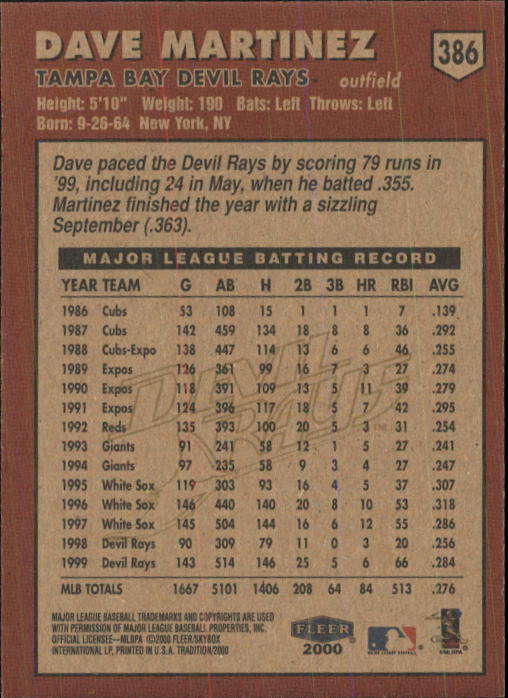 DAVE MARTINEZ
386
TAMPA BAY DEVIL RAYS™ outfield
Height: 5'10" Weight: 190 Bats: Left Throws: Left
Born: 9-26-64 New York, NY
Dave paced the Devil Rays by scoring 79 runs in
'99, including 24 in May, when he batted .355.
Martinez finished the year with a sizzling
September (.363).
MAJOR LEAGUE BATTING RECORD
YEAR TEAM G AB H 2B 3B HR RBI AVG
1986 Cubs 53 108 15 1 1 1 7 .139
1987 Cubs 142 459 134 18 8 8 36 .292
1988 Cubs-Expo 138 447 114 13 6 6 46 .255
1989 Expos 126 361 99 16 7 3 27 .274
1990 Expos 118 391 109 13 5 11 39 .279
1991 Expos 124 396 117 18 5 7 42 .295
1992 Reds 135 393 100 20 5 3 31 .254
1993 Giants 91 241 58 12 1 5 27 .241
1994 Giants 97 235 58 9 3 4 27 .247
1995 White Sox 119 303 93 16 4 5 37 .307
1996 White Sox 146 440 140 20 8 10 53 .318
1997 White Sox 145 504 144 16 6 12 55 .286
1998 Devil Rays 90 309 79 11 0 3 20 .256
1999 Devil Rays 143 514 146 25 5 6 66 .284
MLB TOTALS 1667 5101 1406 208 64 84 513 .276
DEVIL RAYS™
MAJOR LEAGUE BASEBALL TRADEMARKS AND COPYRIGHTS ARE USED
WITH PERMISSION OF MAJOR LEAGUE BASEBALL PROPERTIES, INC.
OFFICIAL LICENSEE—MLBPA ©2000 FLEER/SKYBOX
INTERNATIONAL LP, PRINTED IN U.S.A. TRADITION/2000
FLEER
2000
MAJOR LEAGUE BASEBALL
©MLBPA